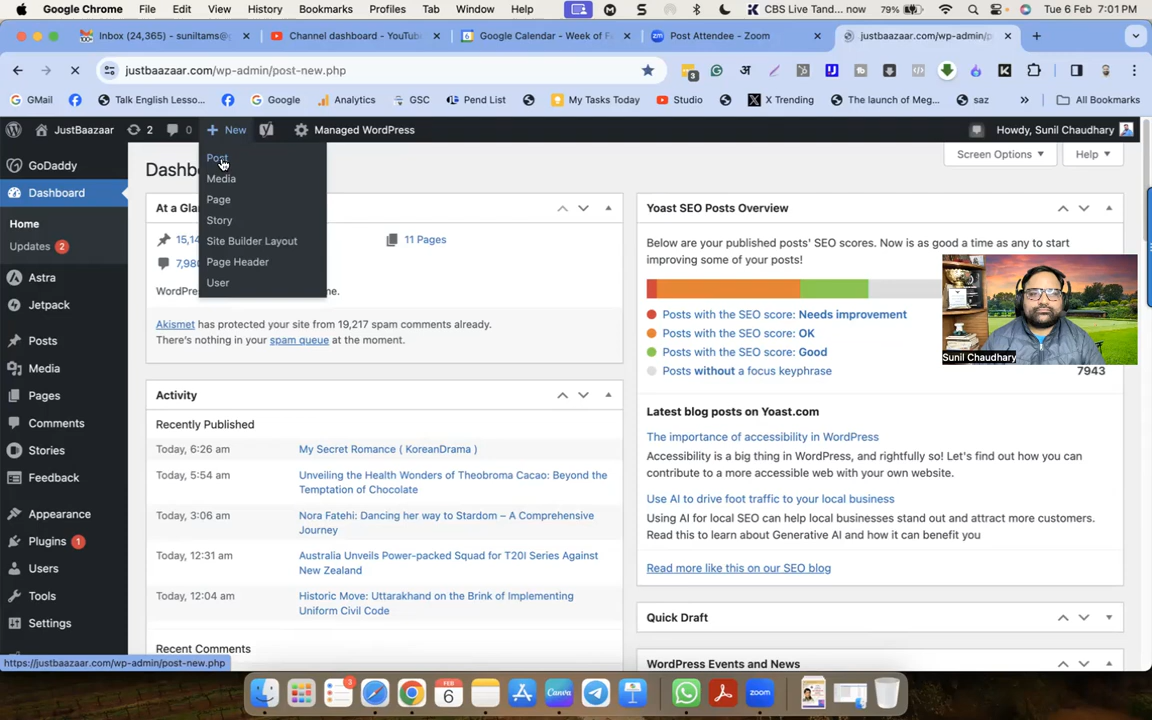 Google Chrome File Edit View History Bookmarks Profiles Tab Window Help CBS Live Tand... now 79% Tue 6 Feb 7:01 PM
Inbox (24,365) - suniltams@g
Channel dashboard - YouTube
Google Calendar - Week of F
Post Attendee - Zoom
justbaazaar.com/wp-admin/p
justbaazaar.com/wp-admin/post-new.php
GMail Talk English Lesso... Google Analytics GSC Pend List My Tasks Today Studio X Trending The launch of Meg... saz » All Bookmarks
JustBaazaar 2 0 New Managed WordPress Howdy, Sunil Chaudhary
GoDaddy
Dashboard
Home
Updates 2
Astra
Jetpack
Posts
Media
Pages
Comments
Stories
Feedback
Appearance
Plugins 1
Users
Tools
Settings
Post
Media
Page
Story
Site Builder Layout
Page Header
User
Screen Options
Help
Dashb
At a Gla
15,14
11 Pages
7,98
WordPre
me.
Akismet has protected your site from 19,217 spam comments already.
There's nothing in your spam queue at the moment.
Activity
Recently Published
Today, 6:26 am My Secret Romance ( KoreanDrama )
Today, 5:54 am Unveiling the Health Wonders of Theobroma Cacao: Beyond the
Temptation of Chocolate
Today, 3:06 am Nora Fatehi: Dancing her way to Stardom – A Comprehensive
Journey
Today, 12:31 am Australia Unveils Power-packed Squad for T20I Series Against
New Zealand
Today, 12:04 am Historic Move: Uttarakhand on the Brink of Implementing
Uniform Civil Code
Recent Comments
Yoast SEO Posts Overview
Below are your published posts' SEO scores. Now is as good a time as any to start
improving some of your posts!
Posts with the SEO score: Needs improvement
Posts with the SEO score: OK
Posts with the SEO score: Good
Posts without a focus keyphrase 7943
Sunil Chaudhary
Latest blog posts on Yoast.com
The importance of accessibility in WordPress
Accessibility is a big thing in WordPress, and rightfully so! Let's find out how you can
contribute to a more accessible web with your own website.
Use AI to drive foot traffic to your local business
Using AI for local SEO can help local businesses stand out and attract more customers.
Read this to learn about Generative AI and how it can benefit you
Read more like this on our SEO blog
Quick Draft
WordPress Events and News
https://justbaazaar.com/wp-admin/post-new.php
3
FEB
6
Canva
zoom